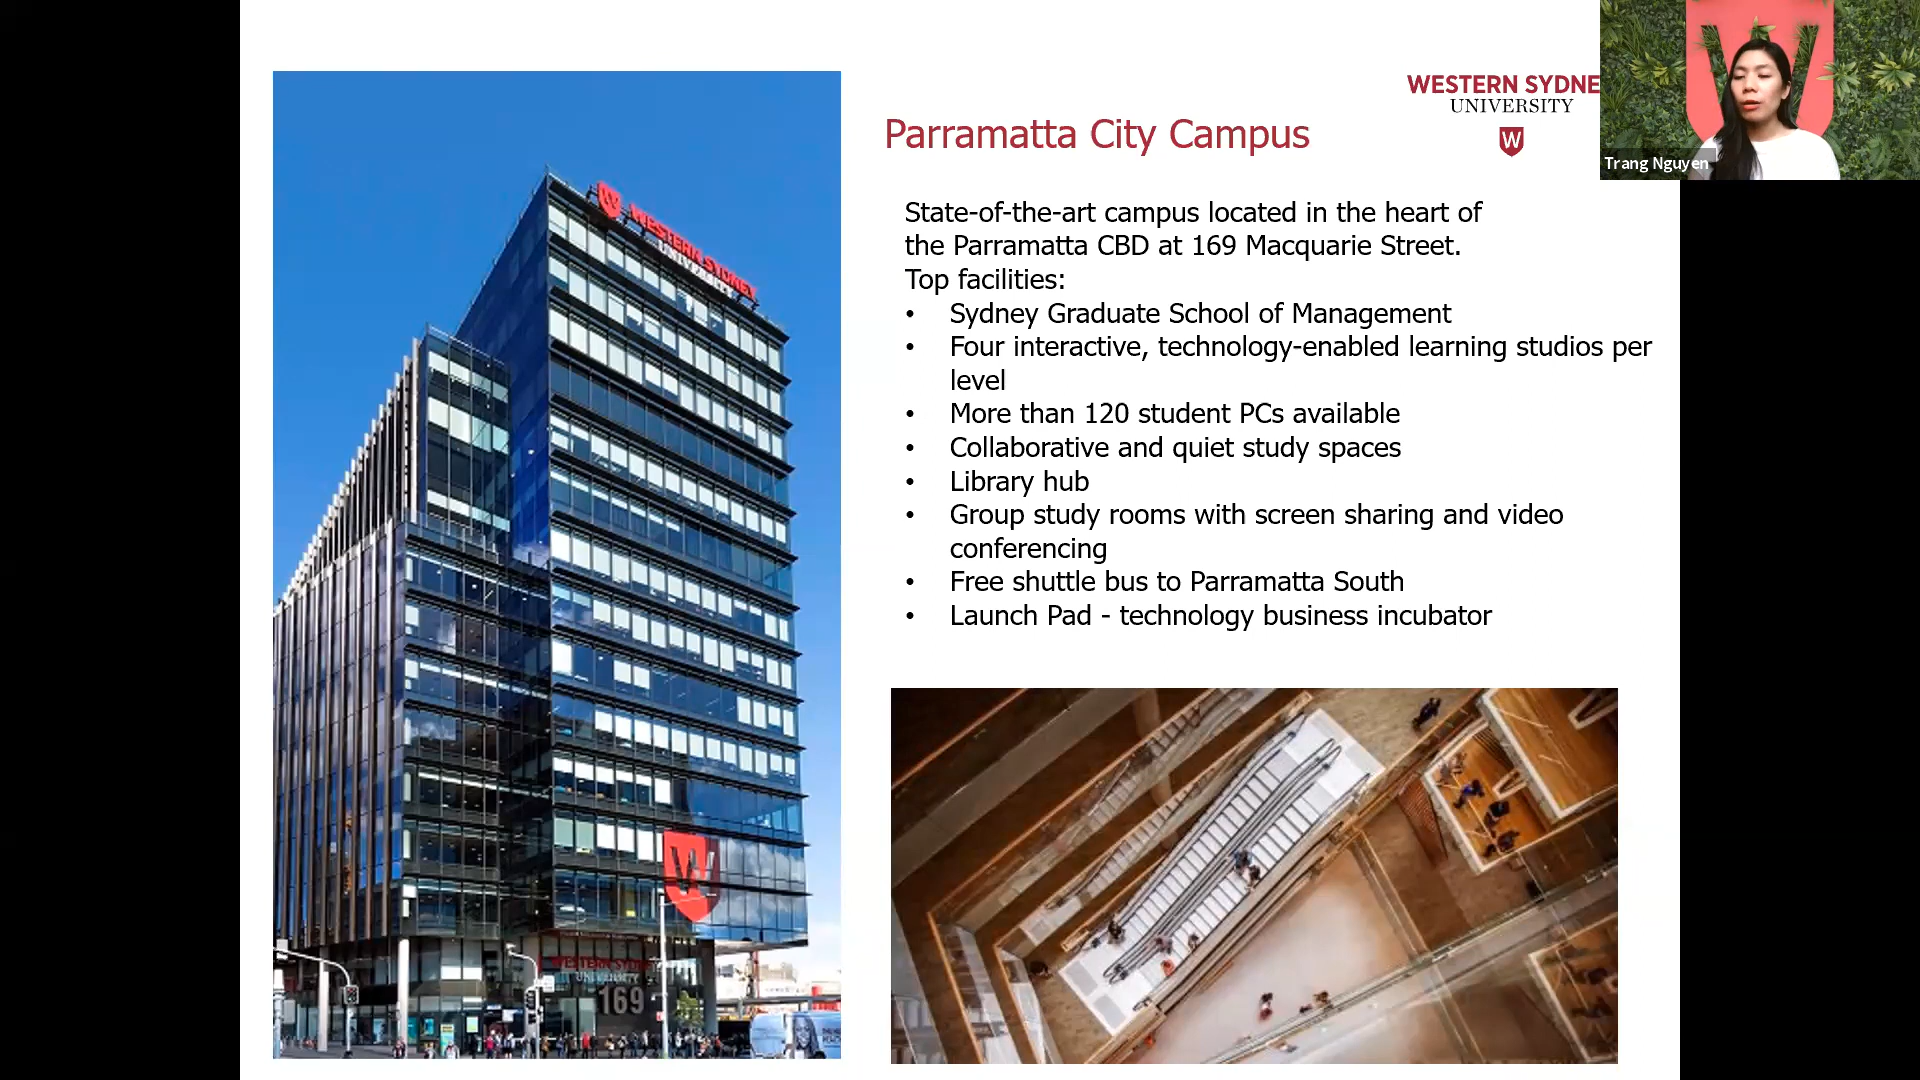 WESTERN SYDNE
UNIVERSITY
W
Trang Nguyen
Parramatta City Campus
State-of-the-art campus located in the heart of
the Parramatta CBD at 169 Macquarie Street.
Top facilities:
• Sydney Graduate School of Management
• Four interactive, technology-enabled learning studios per
level
• More than 120 student PCs available
• Collaborative and quiet study spaces
• Library hub
• Group study rooms with screen sharing and video
conferencing
• Free shuttle bus to Parramatta South
• Launch Pad - technology business incubator
W WESTERN SYDNEY
UNIVERSITY
W
WESTERN SYDNEY
UNIVERSITY
169
W